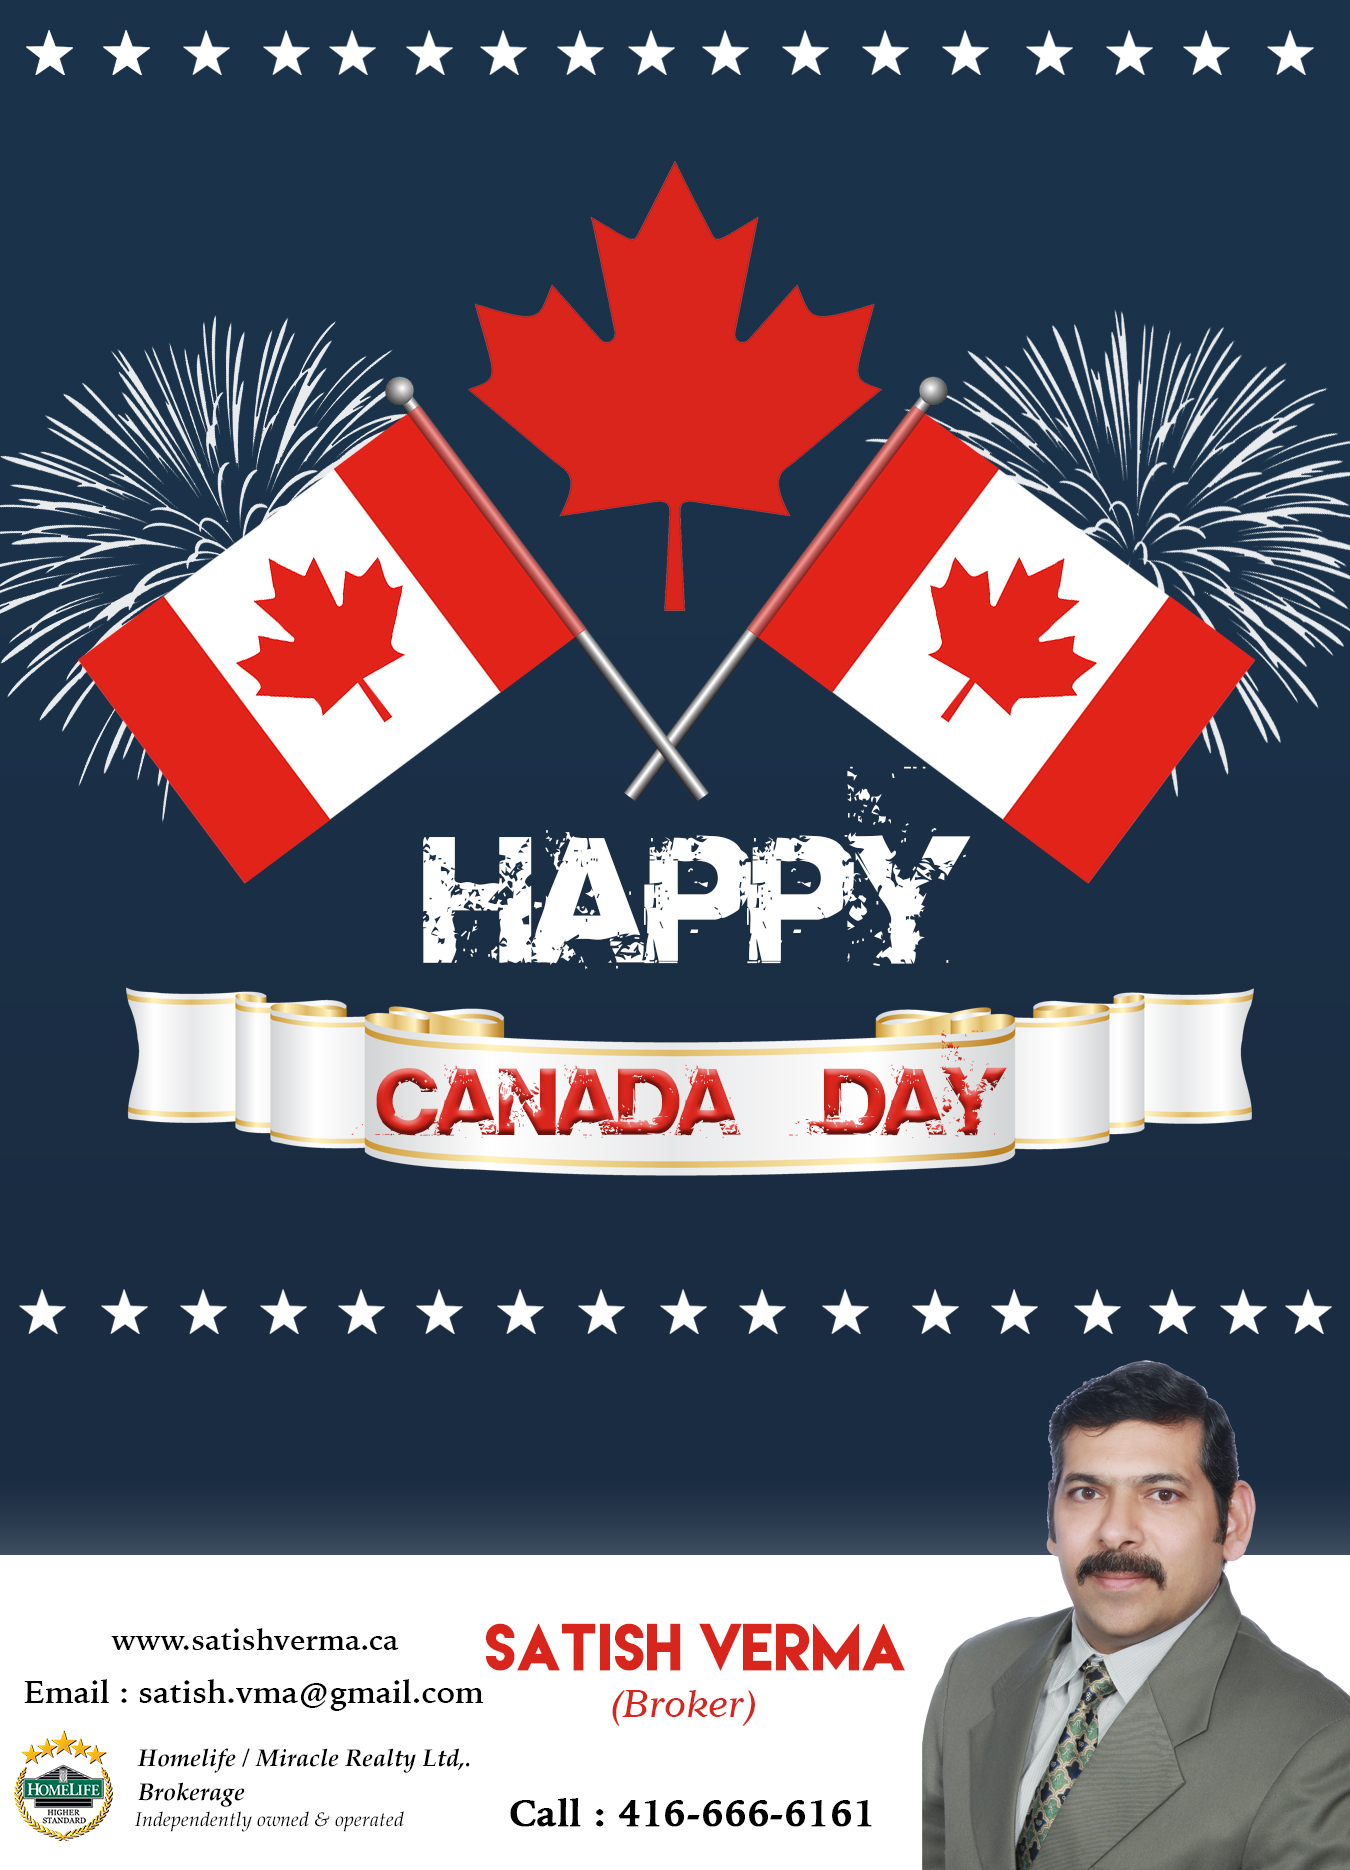 HAPPY
CANADA DAY
www.satishverma.ca
Email : satish.vma@gmail.com
SATISH VERMA
(Broker)
Call : 416-666-6161
HOMELIFE
HIGHER
STANDARD
Homelife / Miracle Realty Ltd,.
Brokerage
Independently owned & operated